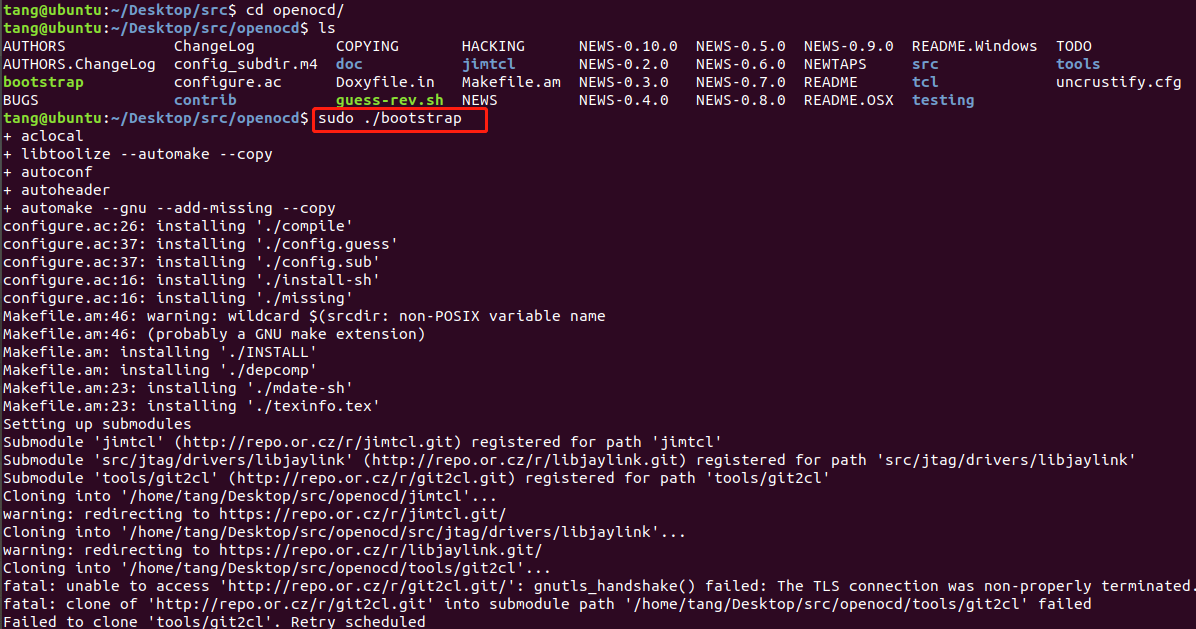 tang@ubuntu:~/Desktop/src$ cd openocd/
tang@ubuntu:~/Desktop/src/openocd$ ls
AUTHORS ChangeLog COPYING HACKING NEWS-0.10.0 NEWS-0.5.0 NEWS-0.9.0 README.Windows TODO
AUTHORS.ChangeLog config_subdir.m4 doc jimtcl NEWS-0.2.0 NEWS-0.6.0 NEWTAPS src tools
bootstrap configure.ac Doxyfile.in Makefile.am NEWS-0.3.0 NEWS-0.7.0 README tcl uncrustify.cfg
BUGS contrib guess-rev.sh NEWS NEWS-0.4.0 NEWS-0.8.0 README.OSX testing
tang@ubuntu:~/Desktop/src/openocd$ sudo ./bootstrap
+ aclocal
+ libtoolize --automake --copy
+ autoconf
+ autoheader
+ automake --gnu --add-missing --copy
configure.ac:26: installing './compile'
configure.ac:37: installing './config.guess'
configure.ac:37: installing './config.sub'
configure.ac:16: installing './install-sh'
configure.ac:16: installing './missing'
Makefile.am:46: warning: wildcard $(srcdir: non-POSIX variable name
Makefile.am:46: (probably a GNU make extension)
Makefile.am: installing './INSTALL'
Makefile.am: installing './depcomp'
Makefile.am:23: installing './mdate-sh'
Makefile.am:23: installing './texinfo.tex'
Setting up submodules
Submodule 'jimtcl' (http://repo.or.cz/r/jimtcl.git) registered for path 'jimtcl'
Submodule 'src/jtag/drivers/libjaylink' (http://repo.or.cz/r/libjaylink.git) registered for path 'src/jtag/drivers/libjaylink'
Submodule 'tools/git2cl' (http://repo.or.cz/r/git2cl.git) registered for path 'tools/git2cl'
Cloning into '/home/tang/Desktop/src/openocd/jimtcl'...
warning: redirecting to https://repo.or.cz/r/jimtcl.git/
Cloning into '/home/tang/Desktop/src/openocd/src/jtag/drivers/libjaylink'...
warning: redirecting to https://repo.or.cz/r/libjaylink.git/
Cloning into '/home/tang/Desktop/src/openocd/tools/git2cl'...
fatal: unable to access 'http://repo.or.cz/r/git2cl.git/': gnutls_handshake() failed: The TLS connection was non-properly terminated.
fatal: clone of 'http://repo.or.cz/r/git2cl.git' into submodule path '/home/tang/Desktop/src/openocd/tools/git2cl' failed
Failed to clone 'tools/git2cl'. Retry scheduled